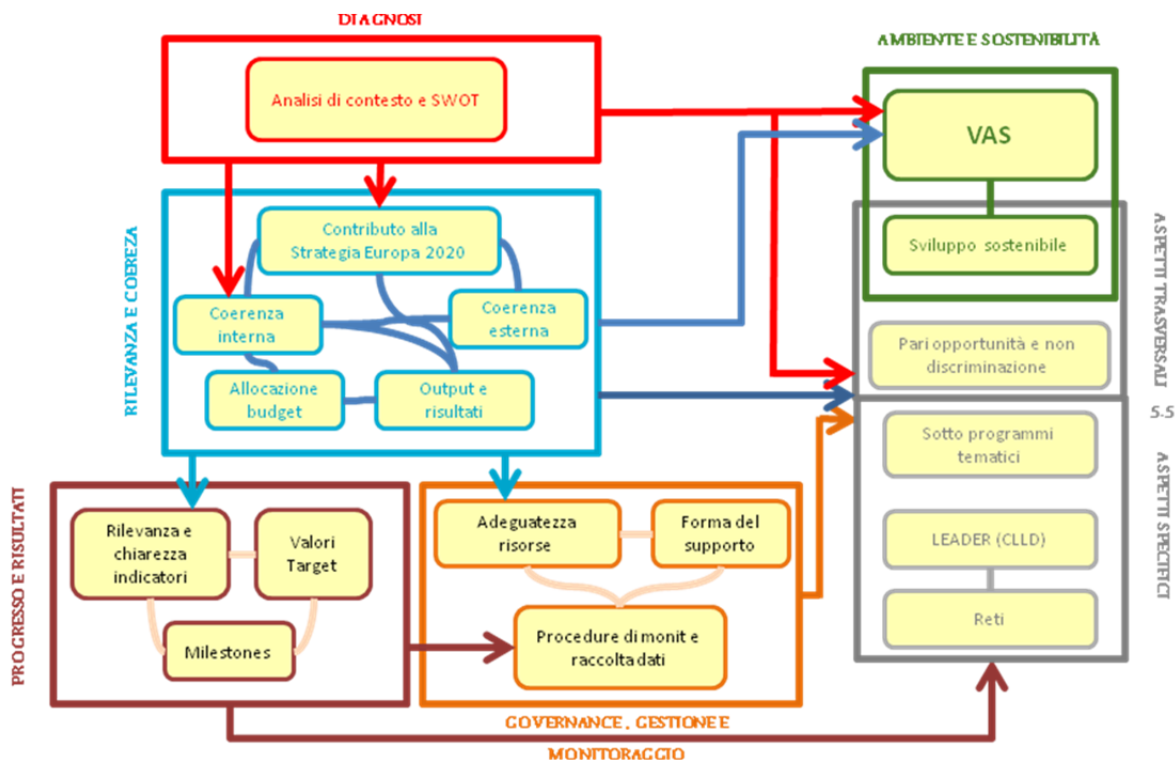 DIAGNOSI
Analisi di contesto e SWOT
AMBIENTE E SOSTENIBILITÀ
VAS
Sviluppo sostenibile
RILEVANZA E COEREZA
Contributo alla
Strategia Europa 2020
Coerenza
interna
Coerenza
esterna
Allocazione
budget
Output e
risultati
ASPETTI TRASVERSALI
Pari opportunità e non
discriminazione
5.5
ASPETTI SPECIFICI
Sotto programmi
tematici
LEADER (CLLD)
Reti
PROGRESSO E RISULTATI
Rilevanza e
chiarezza
indicatori
Valori
Target
Milestones
Adeguatezza
risorse
Forma del
supporto
Procedure di monit e
raccolta dati
GOVERNANCE, GESTIONE E
MONITORAGGIO